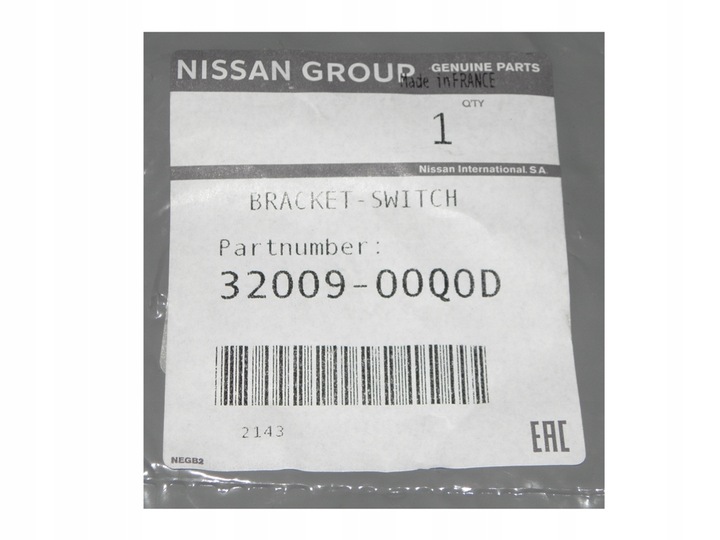 NISSAN GROUP GENUINE PARTS
Made in FRANCE
Q'TY
1
Nissan International. S.A.
BRACKET-SWITCH
Partnumber:
32009-00Q0D
2143
EAC
NEGB2